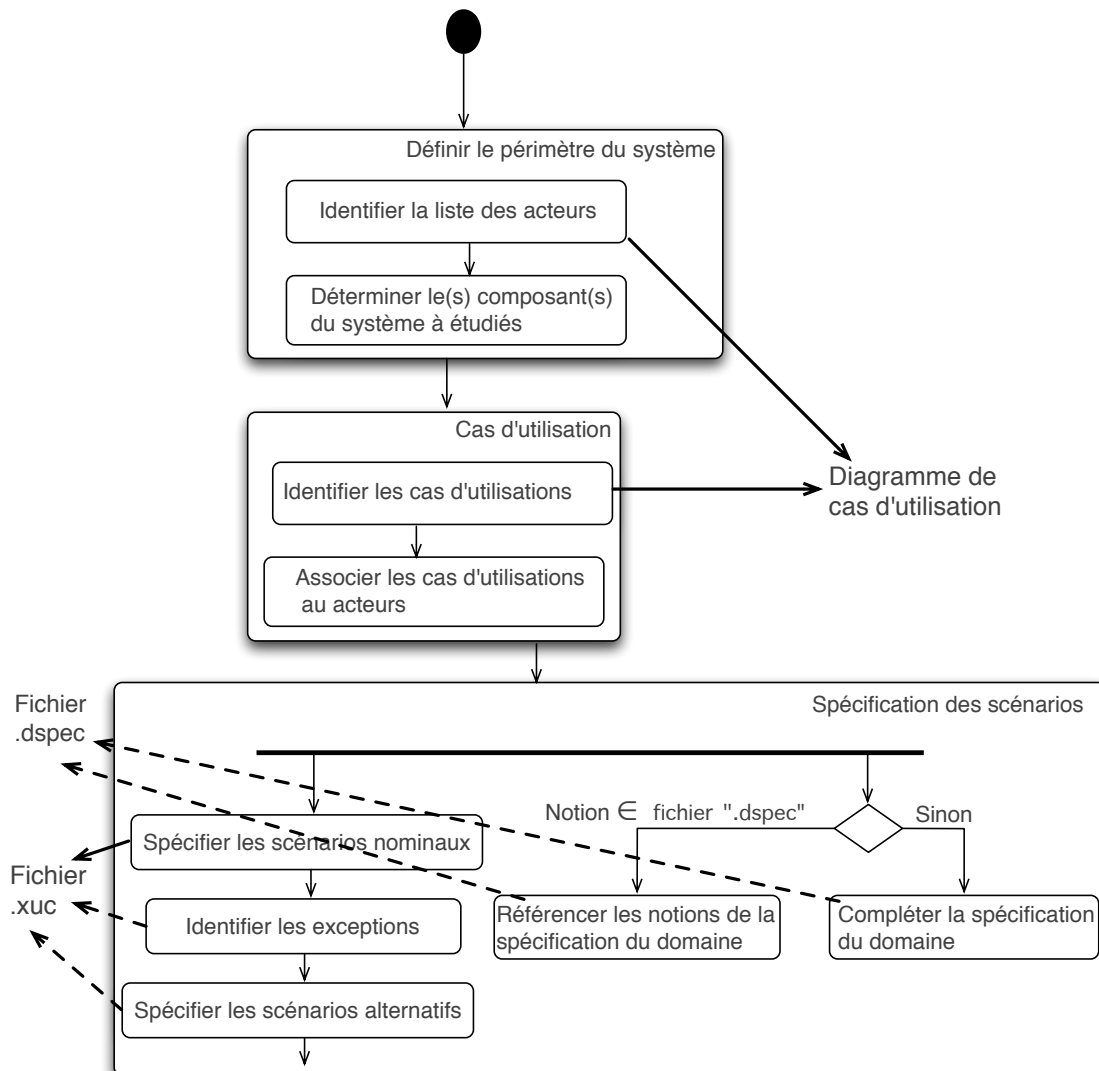 Définir le périmètre du système
Identifier la liste des acteurs
Déterminer le(s) composant(s)
du système à étudiés
Cas d'utilisation
Identifier les cas d'utilisations
Diagramme de
cas d'utilisation
Associer les cas d'utilisations
au acteurs
Fichier
.dspec
Spécification des scénarios
Notion ∈ fichier ".dspec"
Sinon
Spécifier les scénarios nominaux
Fichier
.xuc
Identifier les exceptions
Référencer les notions de la
spécification du domaine
Compléter la spécification
du domaine
Spécifier les scénarios alternatifs